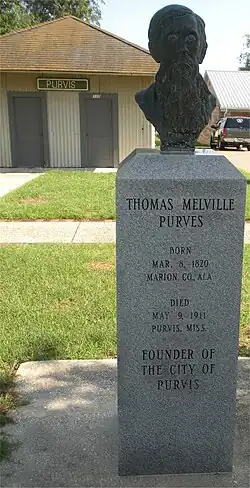 PURVIS
THOMAS MELVILLE
PURVES
BORN
MAR. 8, 1820
MARION CO., ALA
DIED
MAY 9, 1911
PURVIS, MISS.
FOUNDER OF
THE CITY OF
PURVIS